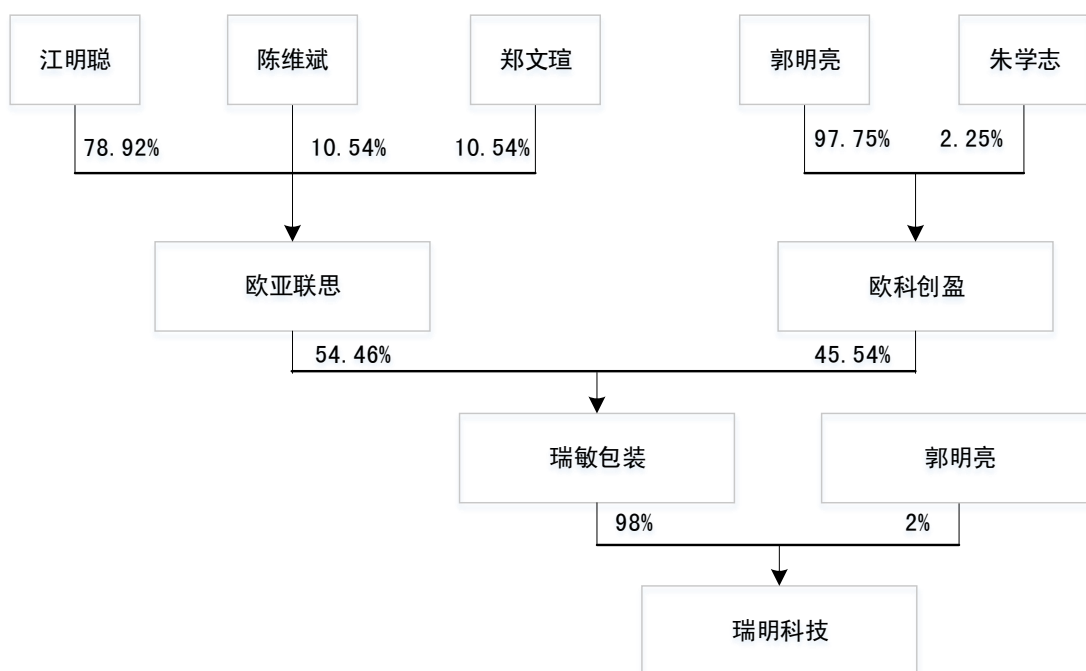 江明聪 陈维斌 郑文瑄 郭明亮 朱学志
78.92% 10.54% 10.54% 97.75% 2.25%
欧亚联思 欧科创盈
54.46% 45.54%
瑞敏包装 郭明亮
98% 2%
瑞明科技